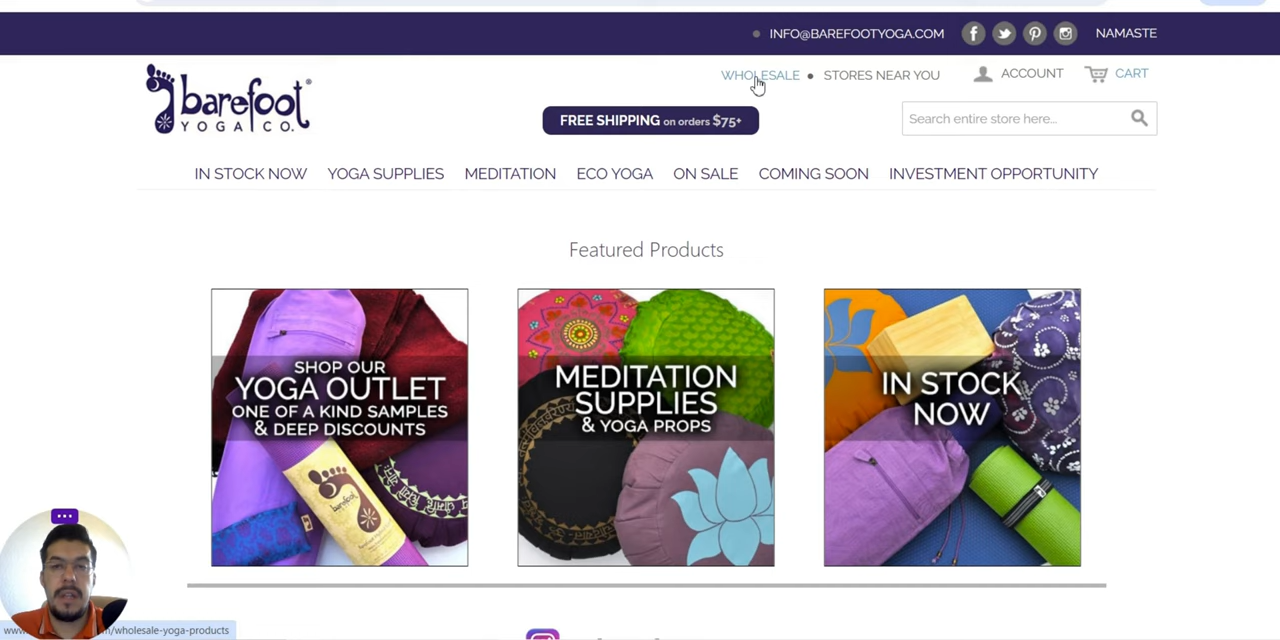 INFO@BAREFOOTYOGA.COM
NAMASTE
WHOLESALE • STORES NEAR YOU
ACCOUNT
CART
barefoot®
YOGA CO.
FREE SHIPPING on orders $75+
Search entire store here...
IN STOCK NOW
YOGA SUPPLIES
MEDITATION
ECO YOGA
ON SALE
COMING SOON
INVESTMENT OPPORTUNITY
Featured Products
SHOP OUR
YOGA OUTLET
ONE OF A KIND SAMPLES
& DEEP DISCOUNTS
barefoot
MEDITATION
SUPPLIES
& YOGA PROPS
IN STOCK
NOW
/wholesale-yoga-products